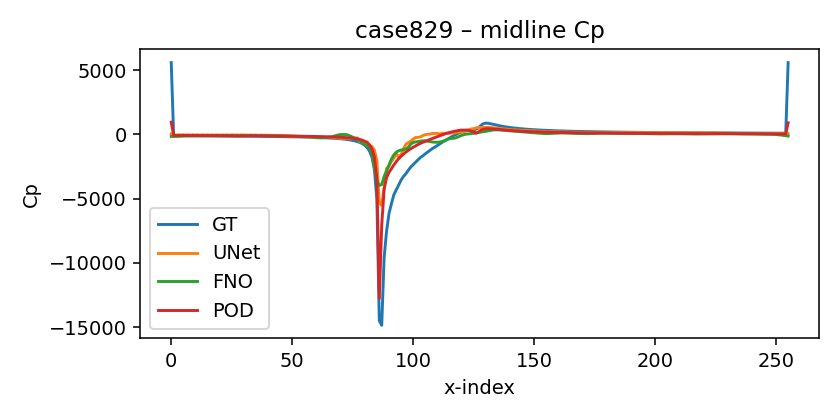 case829 – midline Cp
5000
0
−5000
−10000
−15000
Cp
GT
UNet
FNO
POD
0 50 100 150 200 250
x-index